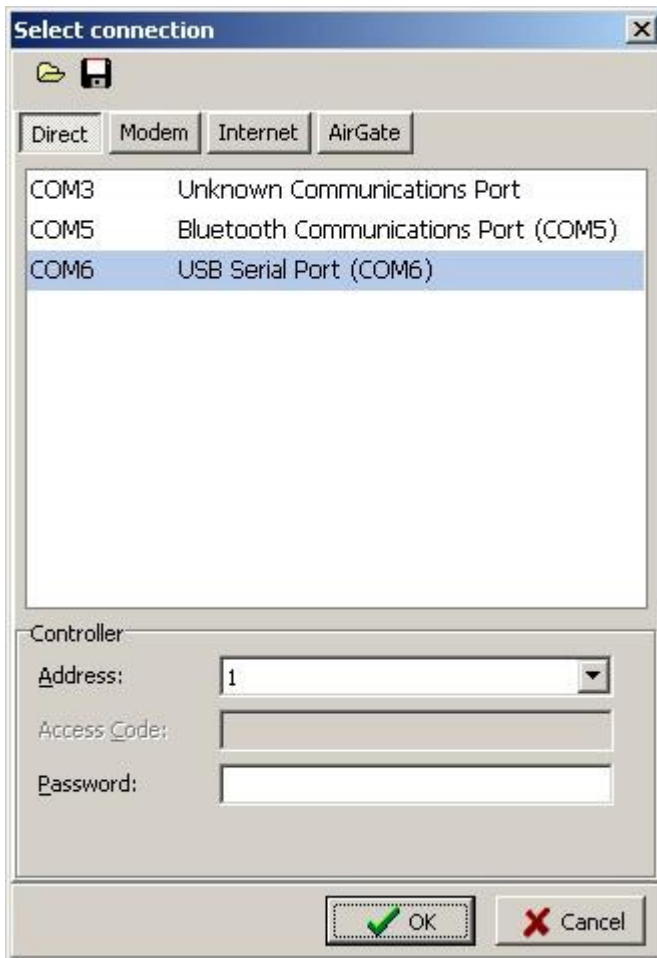 Select connection
Direct Modem Internet AirGate
COM3 Unknown Communications Port
COM5 Bluetooth Communications Port (COM5)
COM6 USB Serial Port (COM6)
Controller
Address: 1
Access Code:
Password:
OK Cancel